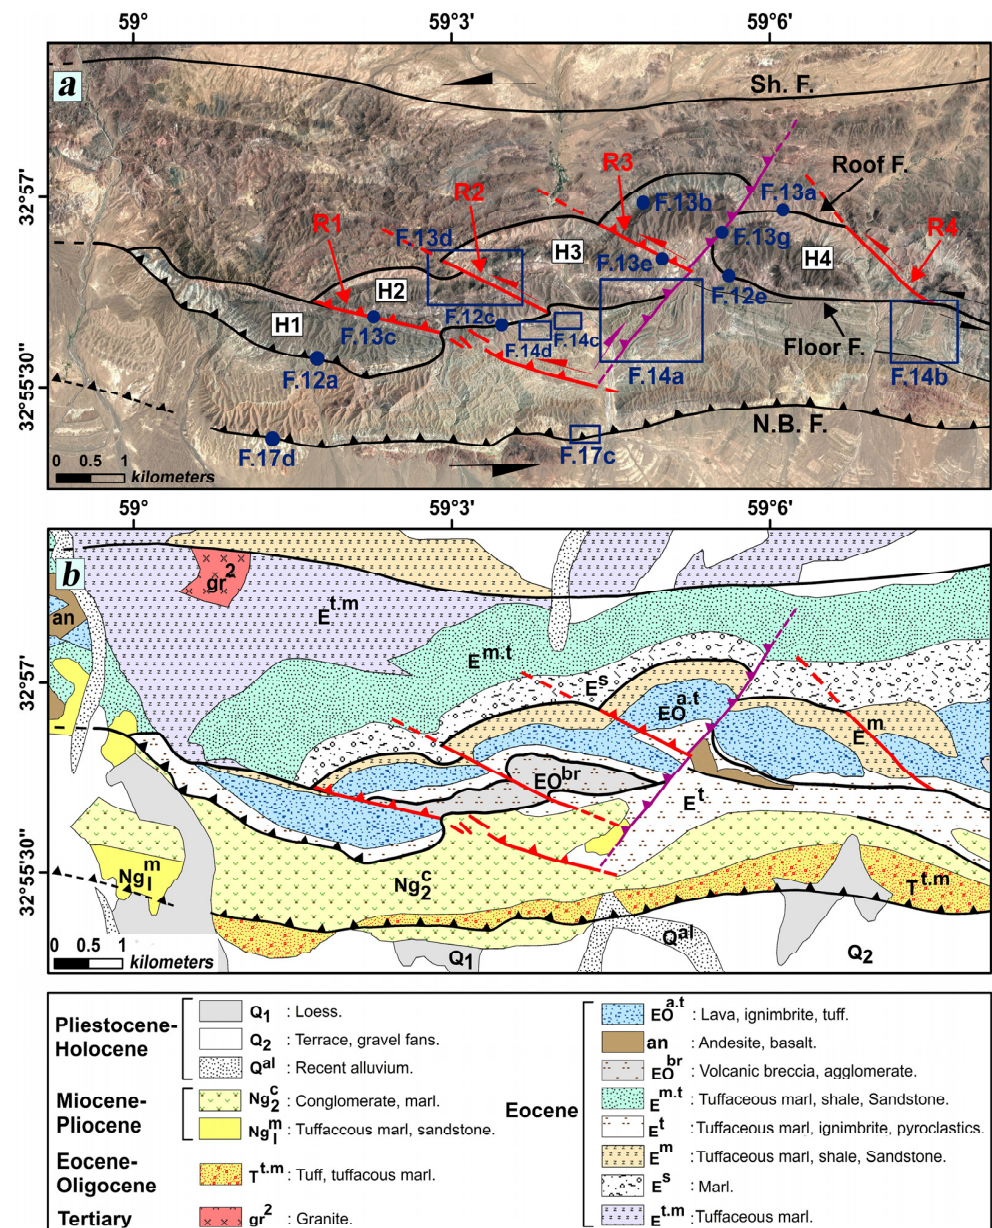 59° 59°3' 59°6'
a
Sh. F.
32°57'
R3
Roof F.
R2
F.13b
F.13a
R1
F.13d
F.13g
R4
H3
H4
F.13e
H2
F.12e
F.12c
H1
F.13c
F.14c
F.14d
Floor F.
F.12a
F.14a
F.14b
32°55'30"
N.B. F.
F.17d
F.17c
0 0.5 1
kilometers
59° 59°3' 59°6'
b
gr2
an
Et.m
Em.t
32°57'
Es
EOa.t
Em
EObr
Et
32°55'30"
Nglm
Ng2c
Tt.m
Qal
0 0.5 1
kilometers
Q1
Q2
Pliestocene-
Holocene
Q1 : Loess.
Q2 : Terrace, gravel fans.
Qal : Recent alluvium.
Miocene-
Pliocene
Ng2c : Conglomerate, marl.
Nglm : Tuffaccous marl, sandstone.
Eocene-
Oligocene
Tt.m : Tuff, tuffacous marl.
Tertiary
gr2 : Granite.
Eocene
EOa.t : Lava, ignimbrite, tuff.
an : Andesite, basalt.
EObr : Volcanic breccia, agglomerate.
Em.t : Tuffaceous marl, shale, Sandstone.
Et : Tuffaceous marl, ignimbrite, pyroclastics.
Em : Tuffaceous marl, shale, Sandstone.
Es : Marl.
Et.m : Tuffaceous marl.